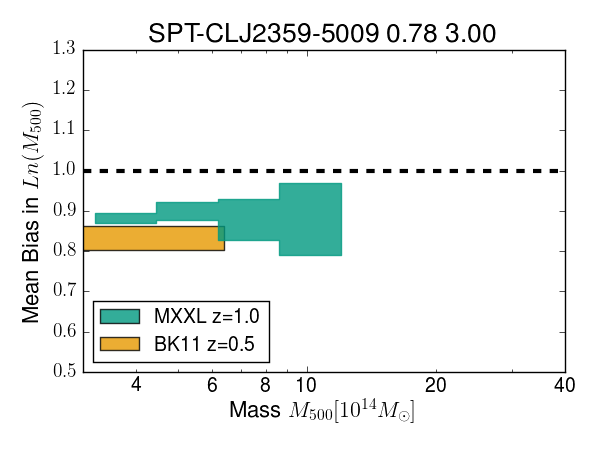 SPT-CLJ2359-5009 0.78 3.00
1.3
1.2
1.1
1.0
0.9
0.8
0.7
0.6
0.5
Mean Bias in Ln(M500)
MXXL z=1.0
BK11 z=0.5
4 6 8 10 20 40
Mass M500[10^14 M⊙]